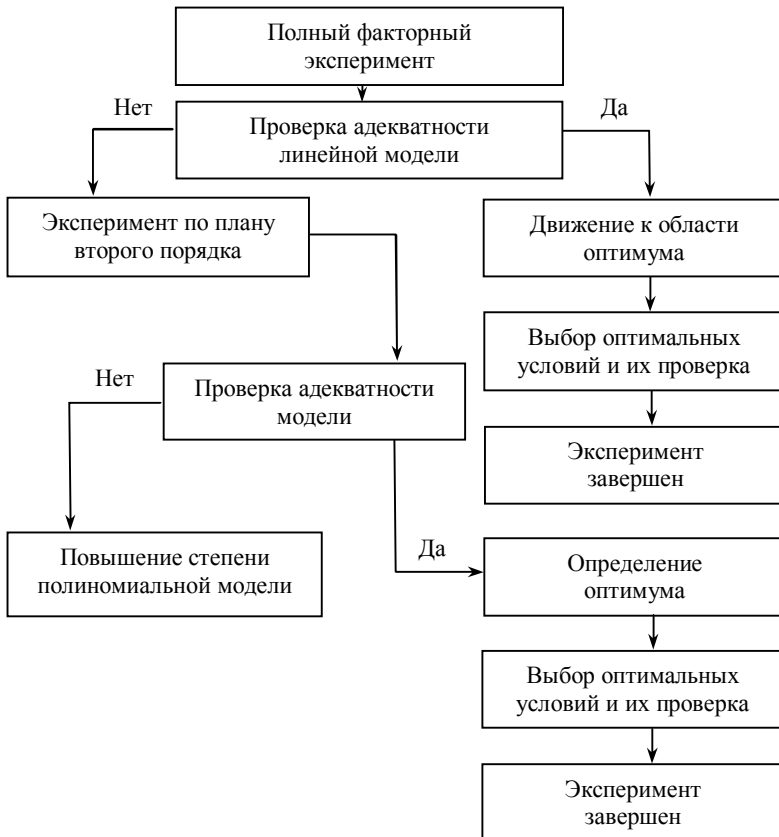 Полный факторный
эксперимент
Нет
Да
Проверка адекватности
линейной модели
Эксперимент по плану
второго порядка
Движение к области
оптимума
Выбор оптимальных
условий и их проверка
Нет
Проверка адекватности
модели
Эксперимент
завершен
Повышение степени
полиномиальной модели
Да
Определение
оптимума
Выбор оптимальных
условий и их проверка
Эксперимент
завершен